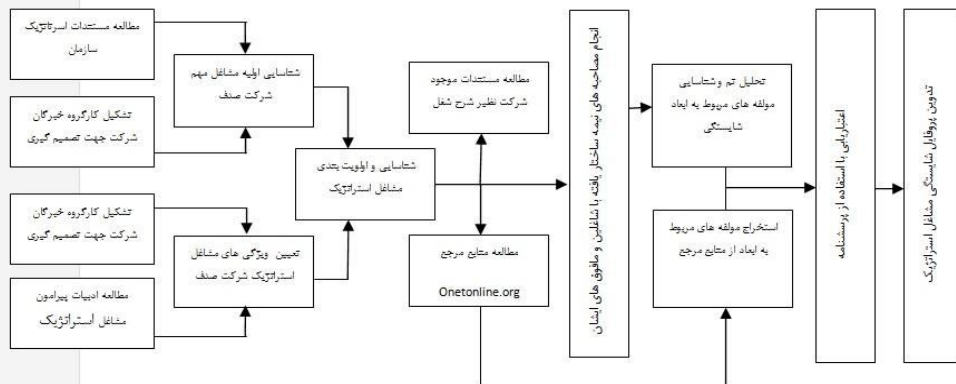 مطالعه مستندات اسرتاتژیک
سازمان
تشکیل کارگروه خبرگان
شرکت جهت تصمیم گیری
شناسایی اولیه مشاغل مهم
شرکت صدف
تشکیل کارگروه خبرگان
شرکت جهت تصمیم گیری
مطالعه ادبیات پیرامون
مشاغل استراتژیک
تعیین ویژگی های مشاغل
استراتژیک شرکت صدف
شناسایی و اولویت بندی
مشاغل استراتژیک
مطالعه مستندات موجود
شرکت نظیر شرح شغل
مطالعه منابع مرجع
Onetonline.org
انجام مصاحبه های نیمه ساختار یافته با شاغلین و مافوق های ایشان
تحلیل تم و شناسایی
مولفه های مربوط به ابعاد
شایستگی
استخراج مولفه های مربوط
به ابعاد از منابع مرجع
اعتباریابی با استفاده از پرسشنامه
تدوین پروفایل شایستگی مشاغل استراتژیک